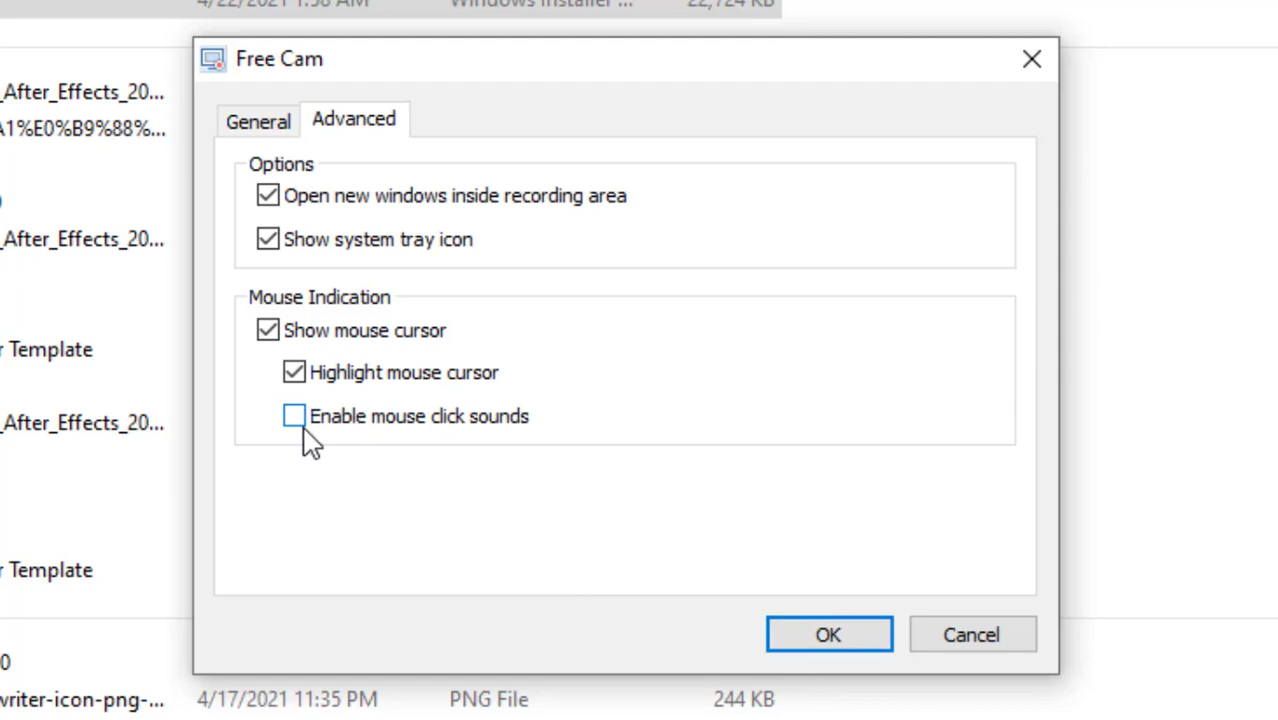 4/22/2021 1:58 AM Windows Installer ... 22,724 KB
Free Cam
_After_Effects_20...
General Advanced
A1%E0%B9%88%...
Options
Open new windows inside recording area
_After_Effects_20...
Show system tray icon
Mouse Indication
Show mouse cursor
r Template
Highlight mouse cursor
_After_Effects_20...
Enable mouse click sounds
r Template
OK Cancel
0
writer-icon-png-... 4/17/2021 11:35 PM PNG File 244 KB